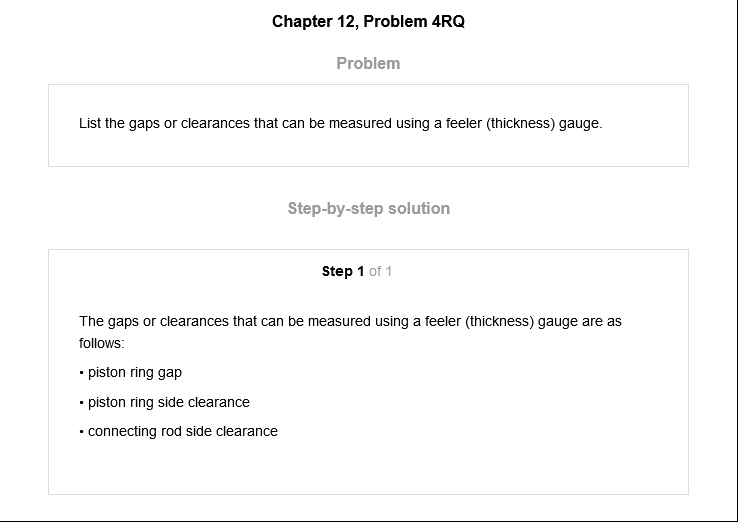 Chapter 12, Problem 4RQ
Problem
List the gaps or clearances that can be measured using a feeler (thickness) gauge.
Step-by-step solution
Step 1 of 1
The gaps or clearances that can be measured using a feeler (thickness) gauge are as
follows:
• piston ring gap
• piston ring side clearance
• connecting rod side clearance